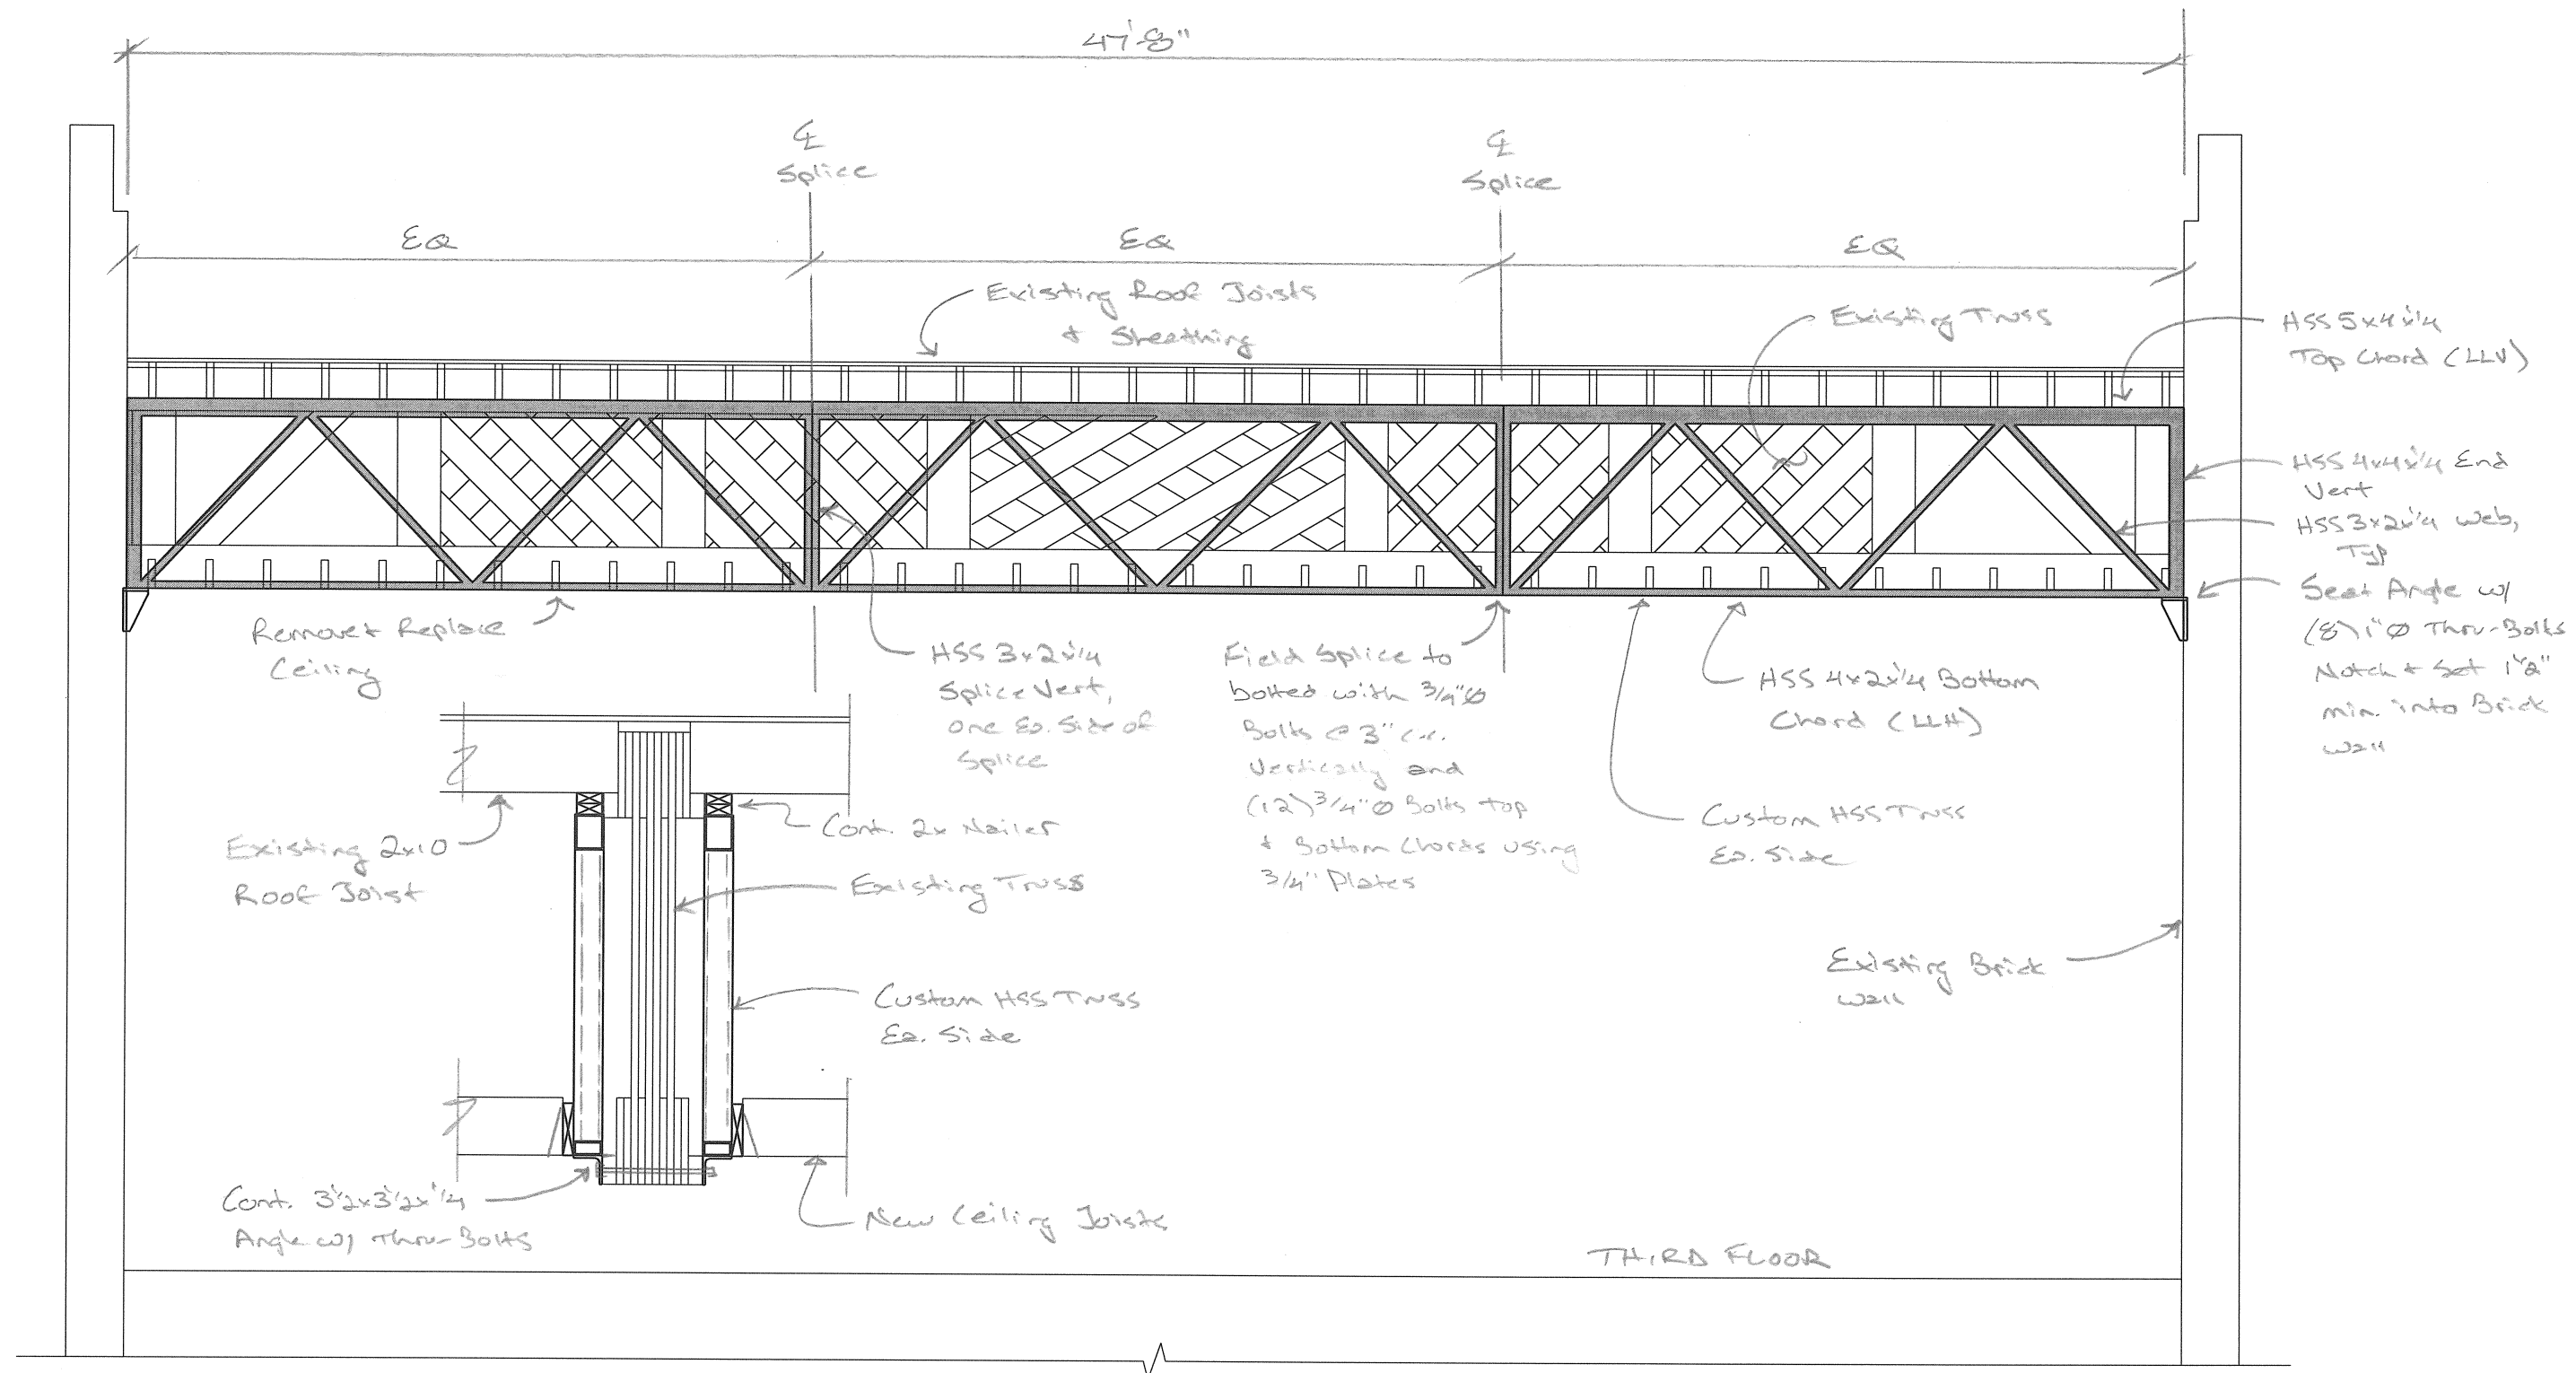 47'-8"
℄
Splice
℄
Splice
EQ
EQ
EQ
Existing Roof Joists
& Sheathing
Existing Truss
HSS 5x4x1/4
Top Chord (LLV)
HSS 4x4x1/4 End
Vert
HSS 3x2x1/4 Web,
Typ
Seat Angle w/
(8) 1"Ø Thru-Bolts
Notch & Set 1 1/2"
min. into Brick
Wall
Remove & Replace
Ceiling
HSS 3x2x1/4
Splice Vert,
one Ea. Side of
Splice
Field Splice to
bolted with 3/4"Ø
Bolts @ 3" o.c.
Vertically and
(12) 3/4"Ø Bolts top
& Bottom Chords using
3/4" Plates
HSS 4x2x1/4 Bottom
Chord (LLH)
Custom HSS Truss
Ea. Side
Existing 2x10
Roof Joist
Cont. 2x Nailer
Existing Truss
Custom HSS Truss
Ea. Side
Existing Brick
Wall
Cont. 3 1/2x3 1/2x1/4
Angle w/ Thru-Bolts
New Ceiling Joists
THIRD FLOOR